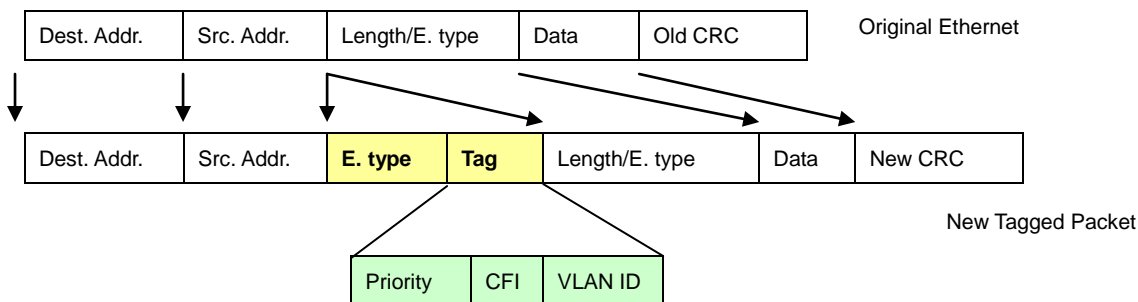 Dest. Addr. Src. Addr. Length/E. type Data Old CRC
Original Ethernet
Dest. Addr. Src. Addr. E. type Tag Length/E. type Data New CRC
New Tagged Packet
Priority CFI VLAN ID